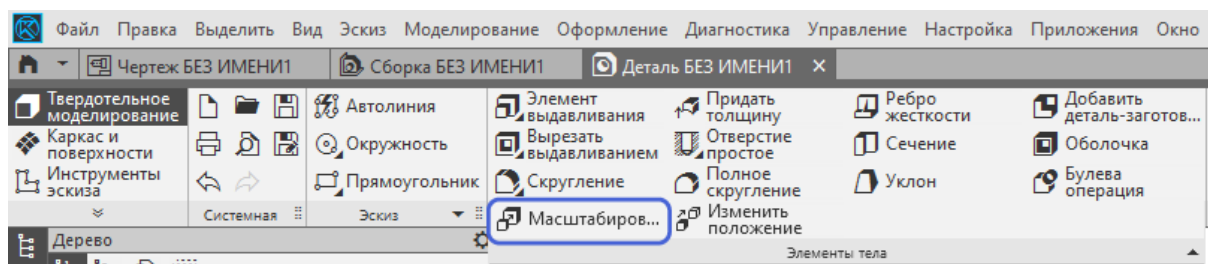 Файл Правка Выделить Вид Эскиз Моделирование Оформление Диагностика Управление Настройка Приложения Окно
Чертеж БЕЗ ИМЕНИ1 Сборка БЕЗ ИМЕНИ1 Деталь БЕЗ ИМЕНИ1
Твердотельное моделирование
Автолиния
Элемент выдавливания
Придать толщину
Ребро жесткости
Добавить деталь-заготов...
Каркас и поверхности
Окружность
Вырезать выдавливанием
Отверстие простое
Сечение
Оболочка
Инструменты эскиза
Прямоугольник
Скругление
Полное скругление
Уклон
Булева операция
Системная
Эскиз
Масштабиров...
Изменить положение
Дерево
Элементы тела